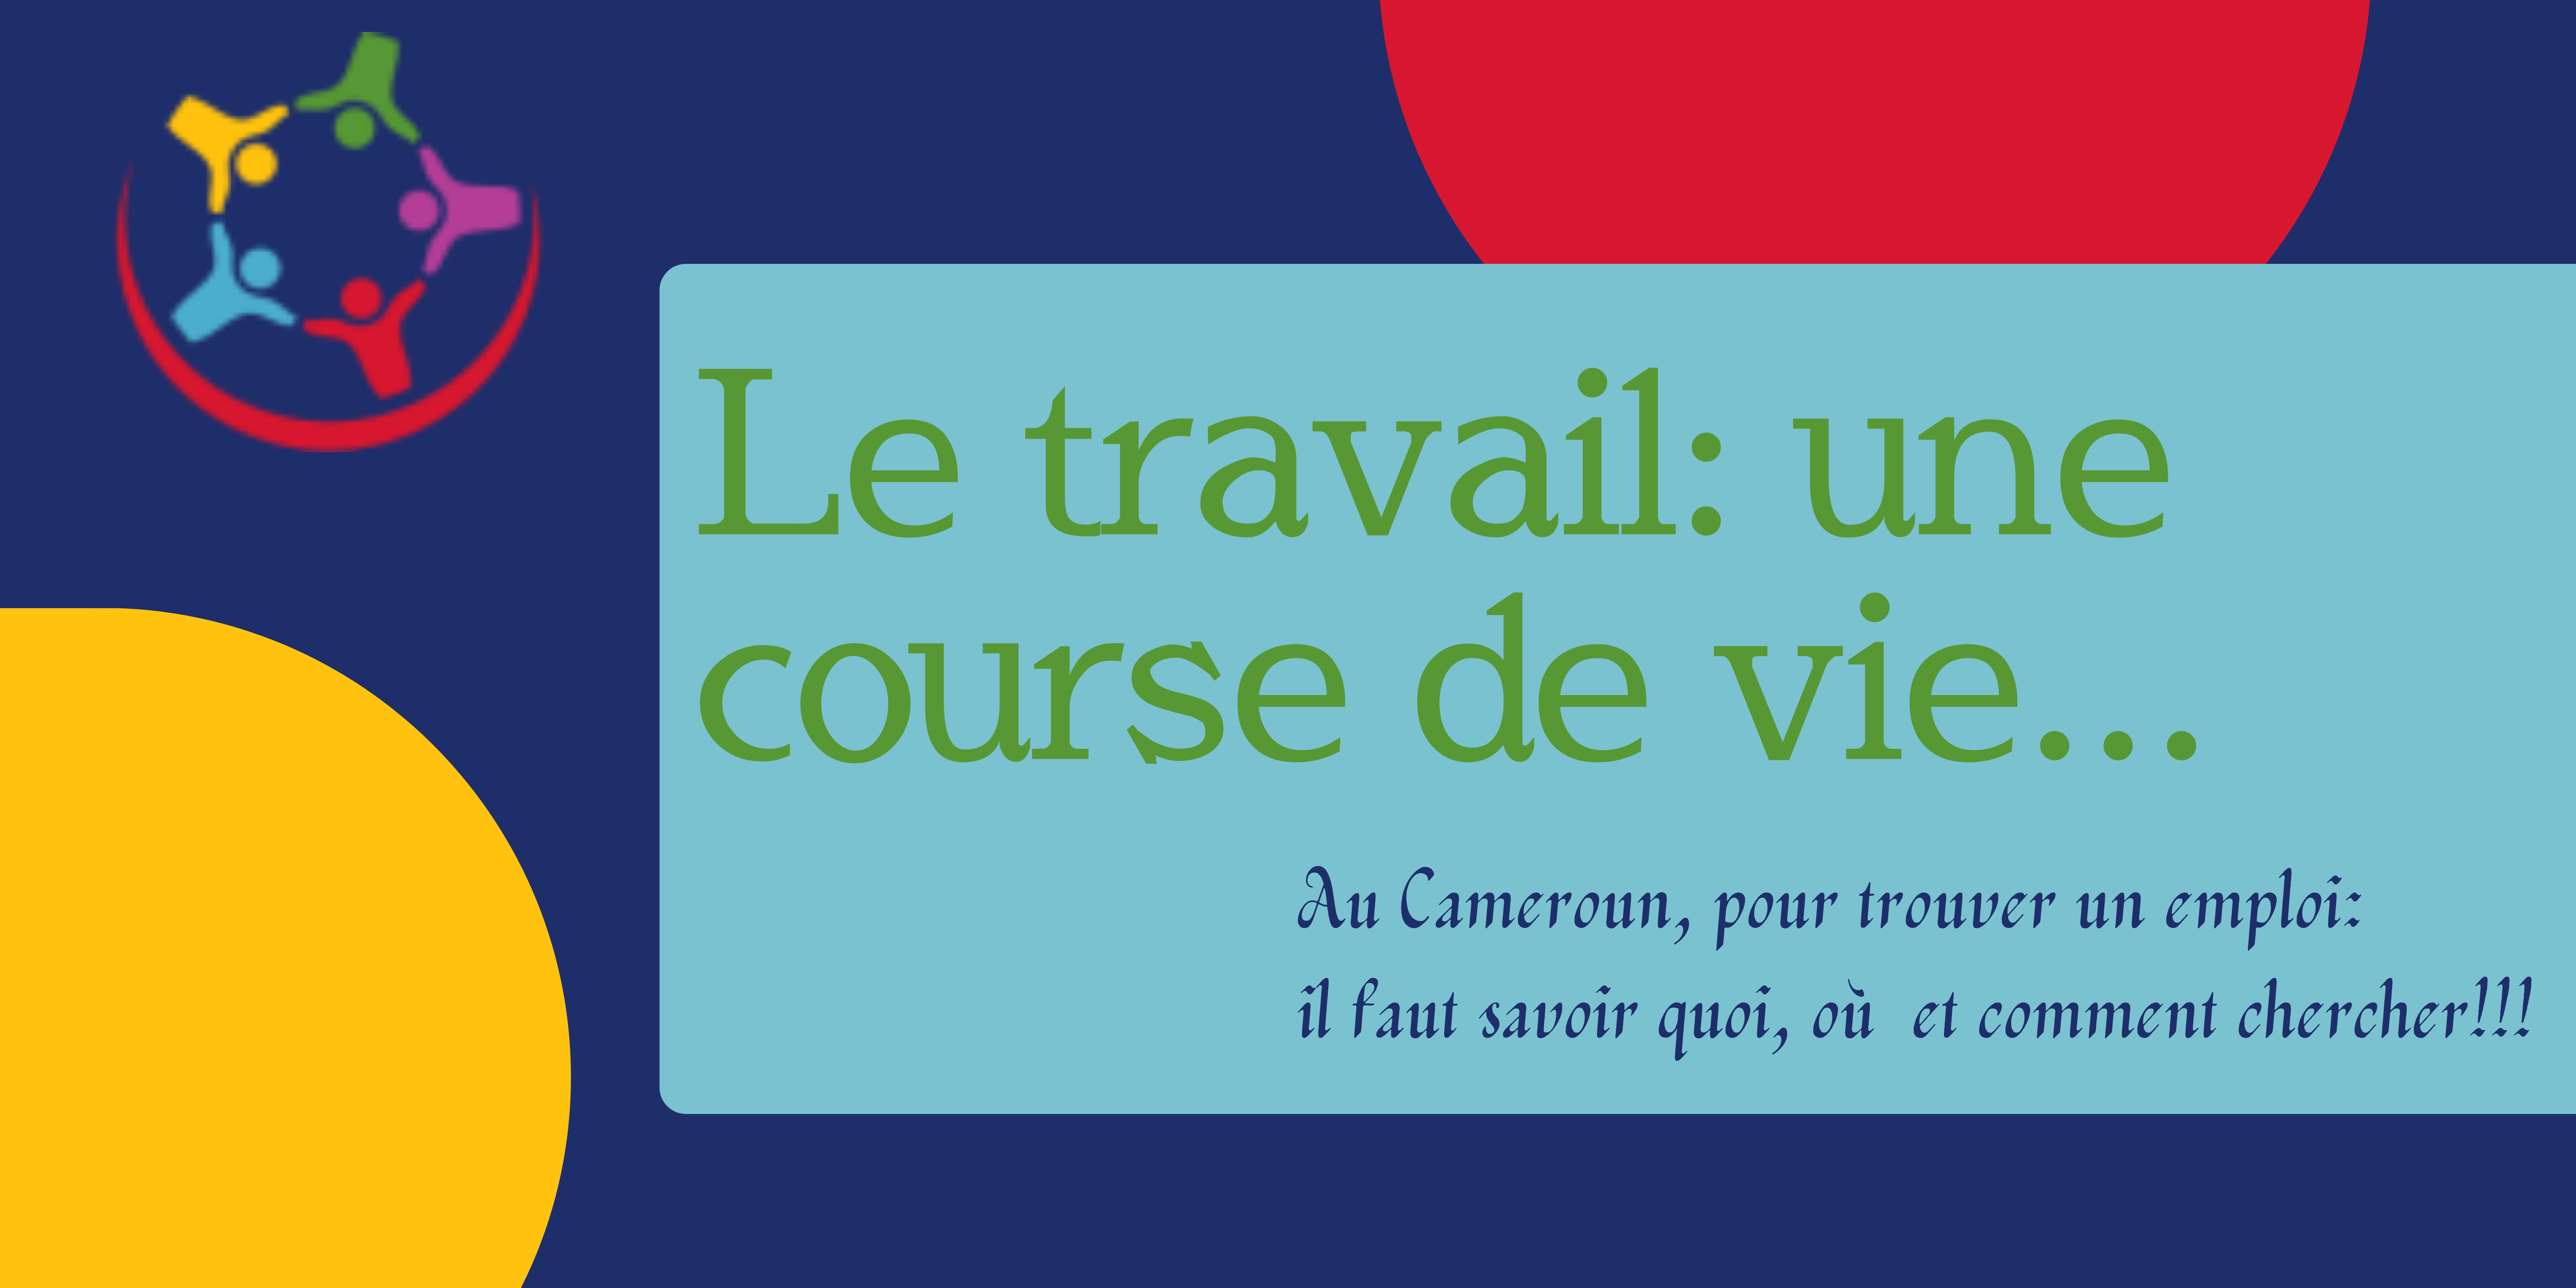 Le travail: une
course de vie...
Au Cameroun, pour trouver un emploi:
il faut savoir quoi, où  et comment chercher!!!